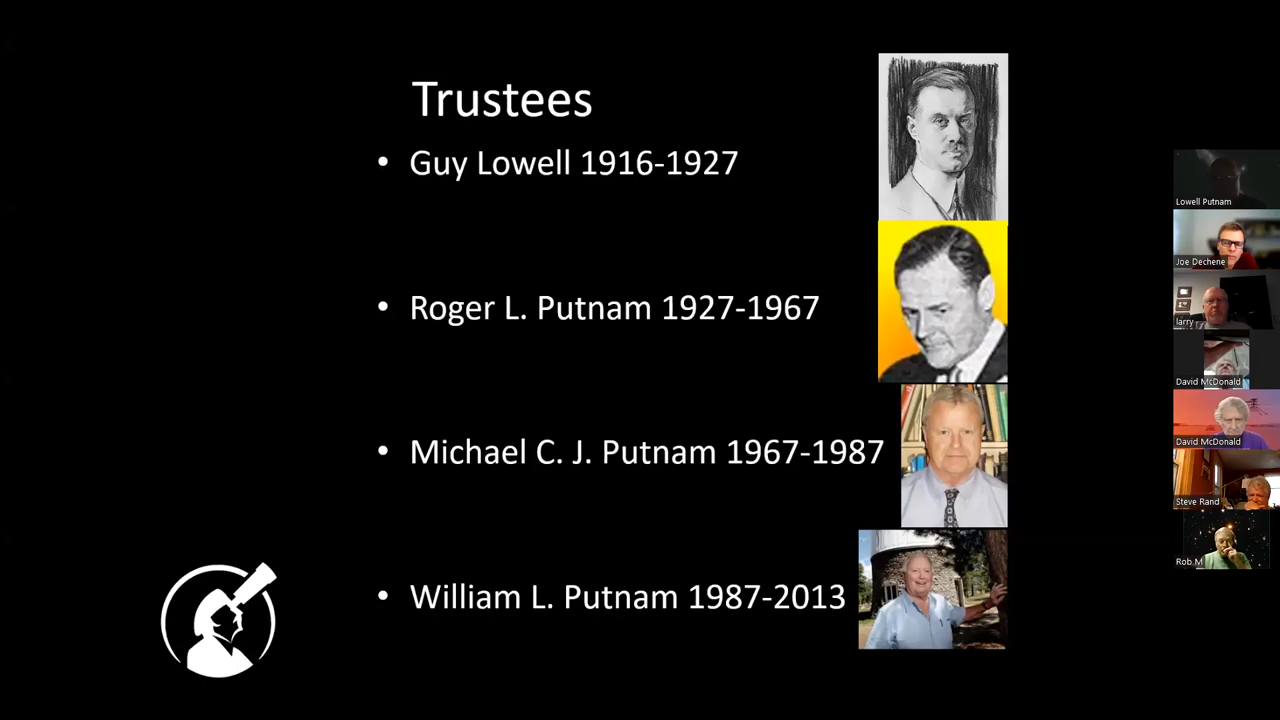 Trustees
• Guy Lowell 1916-1927
• Roger L. Putnam 1927-1967
• Michael C. J. Putnam 1967-1987
• William L. Putnam 1987-2013
Lowell Putnam
Joe Dechene
larry
David McDonald
David McDonald
Steve Rand
Rob M